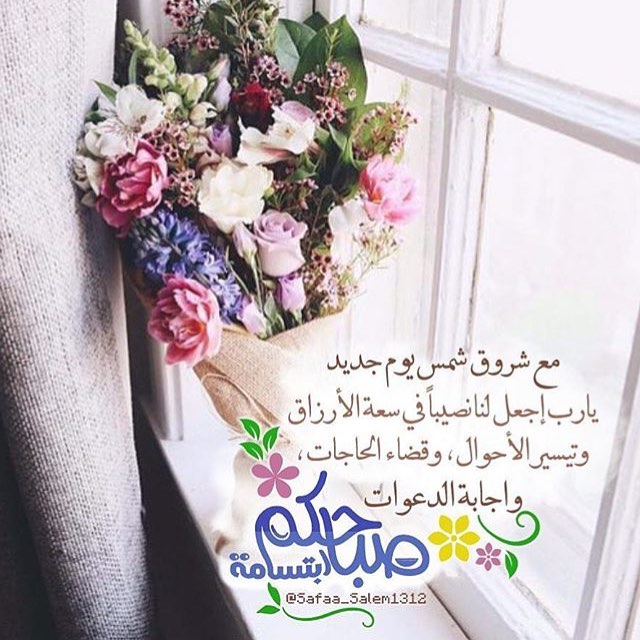 مع شروق شمس يوم جديد
يارب إجعل لنا نصيباً في سعة الأرزاق
وتيسير الأحوال ، وقضاء الحاجات ،
واجابة الدعوات
صباحكم
ابتسامة
@Safaa_Salem1312